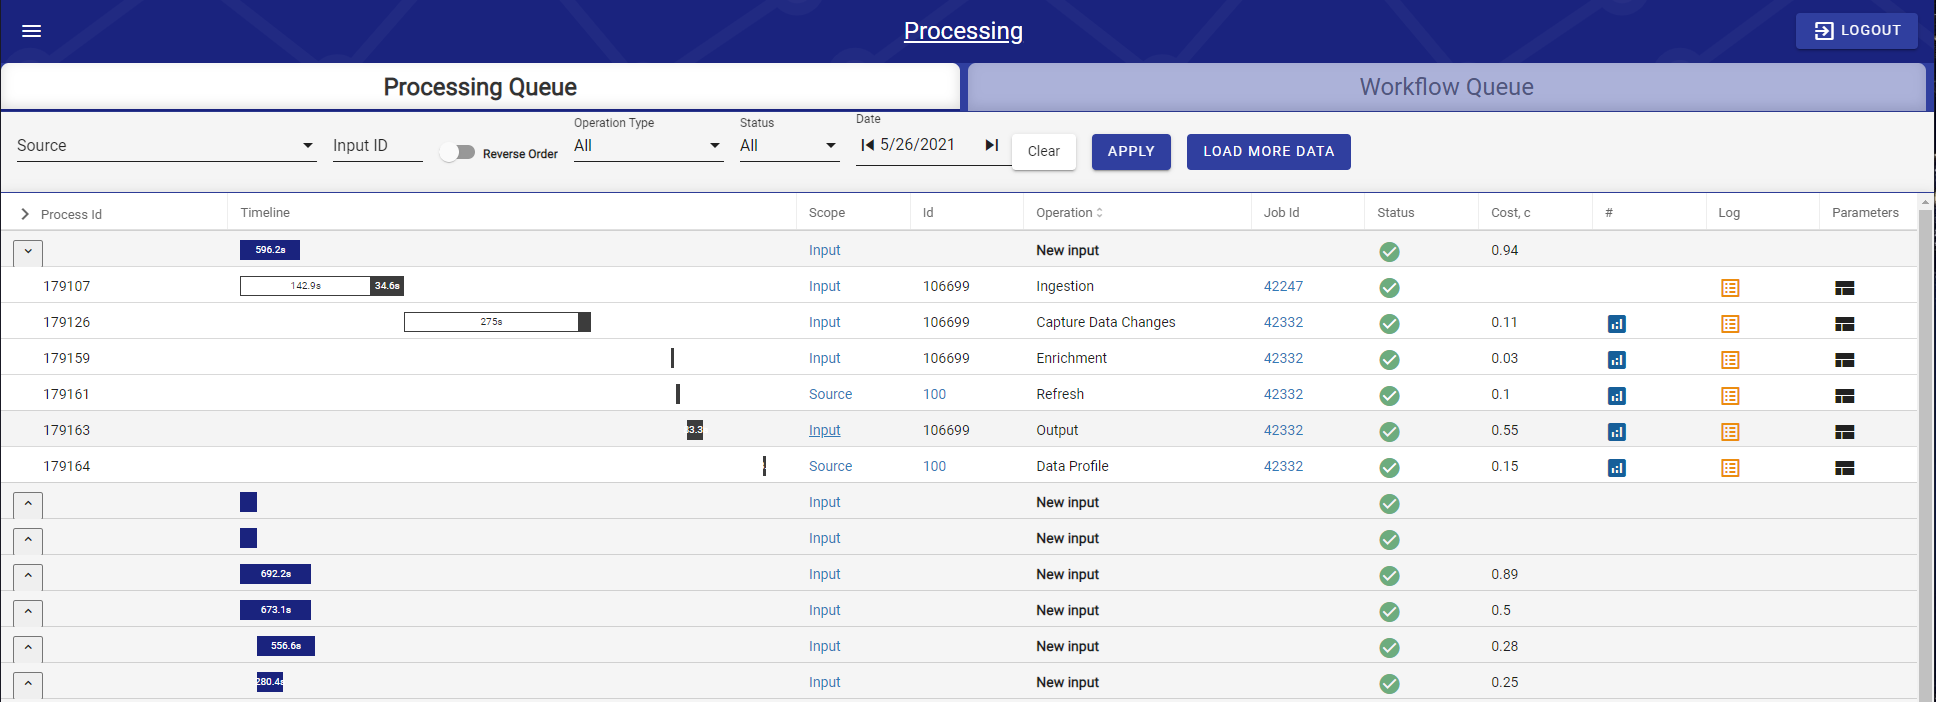 Processing
LOGOUT
Processing Queue
Workflow Queue
Source
Input ID
Reverse Order
Operation Type
All
Status
All
Date
5/26/2021
Clear
APPLY
LOAD MORE DATA
Process Id Timeline Scope Id Operation Job Id Status Cost, c # Log Parameters
596.2s Input New input 0.94
179107 142.9s 34.6s Input 106699 Ingestion 42247
179126 275s Input 106699 Capture Data Changes 42332 0.11
179159 Input 106699 Enrichment 42332 0.03
179161 Source 100 Refresh 42332 0.1
179163 Input 106699 Output 42332 0.55
179164 Source 100 Data Profile 42332 0.15
Input New input
Input New input
692.2s Input New input 0.89
673.1s Input New input 0.5
556.6s Input New input 0.28
280.4s Input New input 0.25